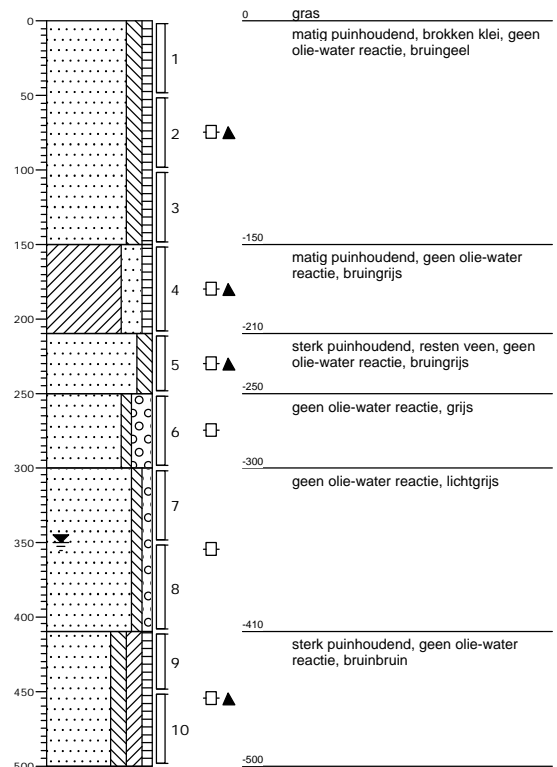 0
50
100
150
200
250
300
350
400
450
500
1
2
3
4
5
6
7
8
9
10
0 gras
matig puinhoudend, brokken klei, geen
olie-water reactie, bruingeel
-150
matig puinhoudend, geen olie-water
reactie, bruingrijs
-210
sterk puinhoudend, resten veen, geen
olie-water reactie, bruingrijs
-250
geen olie-water reactie, grijs
-300
geen olie-water reactie, lichtgrijs
-410
sterk puinhoudend, geen olie-water
reactie, bruinbruin
-500